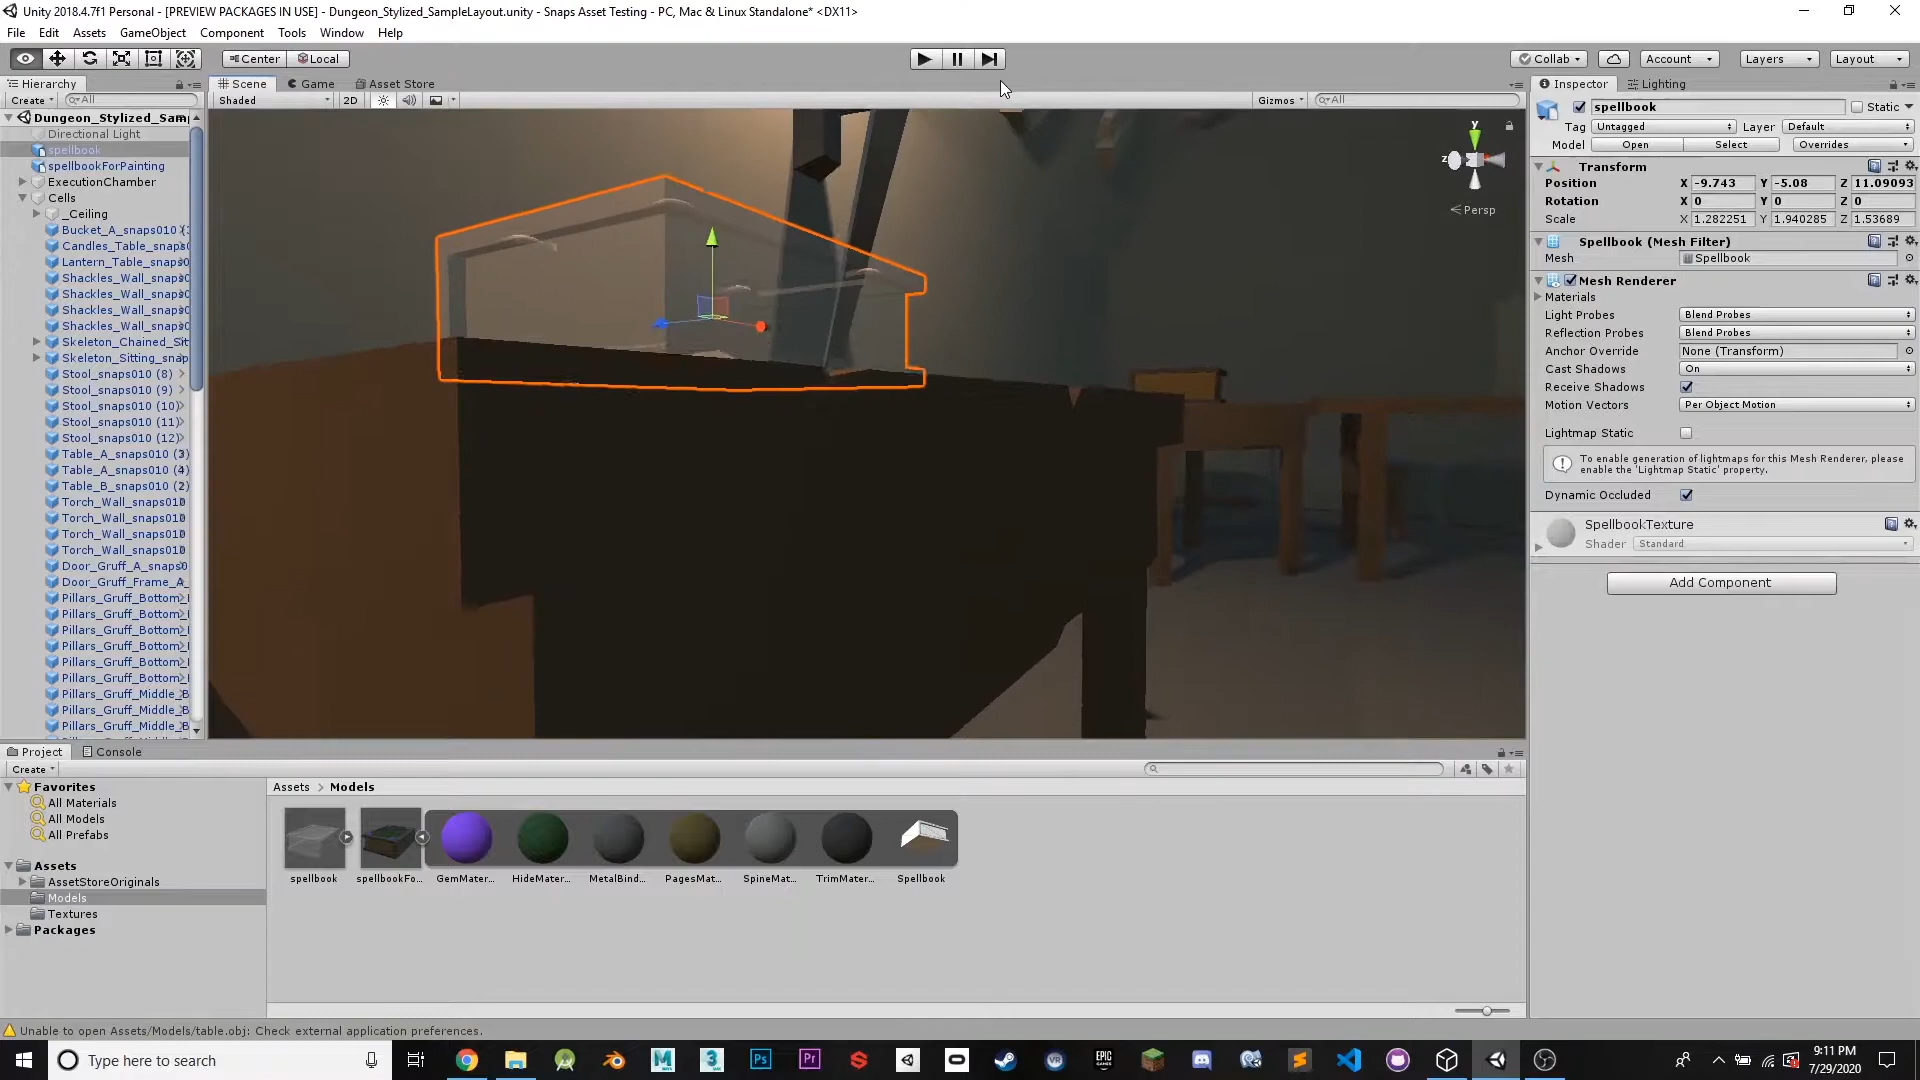 Unity 2018.4.7f1 Personal - [PREVIEW PACKAGES IN USE] - Dungeon_Stylized_SampleLayout.unity - Snaps Asset Testing - PC, Mac & Linux Standalone* <DX11>
File Edit Assets GameObject Component Tools Window Help
Center Local Collab Account Layers Layout
Hierarchy Scene Game Asset Store Inspector Lighting
Create All Shaded 2D Gizmos All
spellbook Static
Dungeon_Stylized_Sam
Directional Light
spellbook
spellbookForPainting
ExecutionChamber
Cells
_Ceiling
Bucket_A_snaps010 (
Candles_Table_snaps
Lantern_Table_snaps0
Shackles_Wall_snaps0
Shackles_Wall_snaps0
Shackles_Wall_snaps0
Shackles_Wall_snaps0
Skeleton_Chained_Sit
Skeleton_Sitting_snap
Stool_snaps010 (8)
Stool_snaps010 (9)
Stool_snaps010 (10)
Stool_snaps010 (11)
Stool_snaps010 (12)
Table_A_snaps010 (3)
Table_A_snaps010 (4)
Table_B_snaps010 (2)
Torch_Wall_snaps010
Torch_Wall_snaps010
Torch_Wall_snaps010
Torch_Wall_snaps010
Door_Gruff_A_snaps0
Door_Gruff_Frame_A_
Pillars_Gruff_Bottom_
Pillars_Gruff_Bottom_
Pillars_Gruff_Bottom_
Pillars_Gruff_Bottom_
Pillars_Gruff_Bottom_
Pillars_Gruff_Bottom_
Pillars_Gruff_Middle_B
Pillars_Gruff_Middle_B
Pillars_Gruff_Middle_B
y
z
Persp
Tag Untagged Layer Default
Model Open Select Overrides
Transform
Position X -9.743 Y -5.08 Z 11.09093
Rotation X 0 Y 0 Z 0
Scale X 1.282251 Y 1.940285 Z 1.53689
Spellbook (Mesh Filter)
Mesh Spellbook
Mesh Renderer
Materials
Light Probes Blend Probes
Reflection Probes Blend Probes
Anchor Override None (Transform)
Cast Shadows On
Receive Shadows
Motion Vectors Per Object Motion
Lightmap Static
To enable generation of lightmaps for this Mesh Renderer, please
enable the 'Lightmap Static' property.
Dynamic Occluded
SpellbookTexture
Shader Standard
Add Component
Project Console
Create
Favorites
All Materials
All Models
All Prefabs
Assets
AssetStoreOriginals
Models
Textures
Packages
Assets > Models
spellbook spellbookFo... GemMater... HideMater... MetalBind... PagesMat... SpineMat... TrimMater... Spellbook
Unable to open Assets/Models/table.obj: Check external application preferences.
Type here to search
9:11 PM
7/29/2020